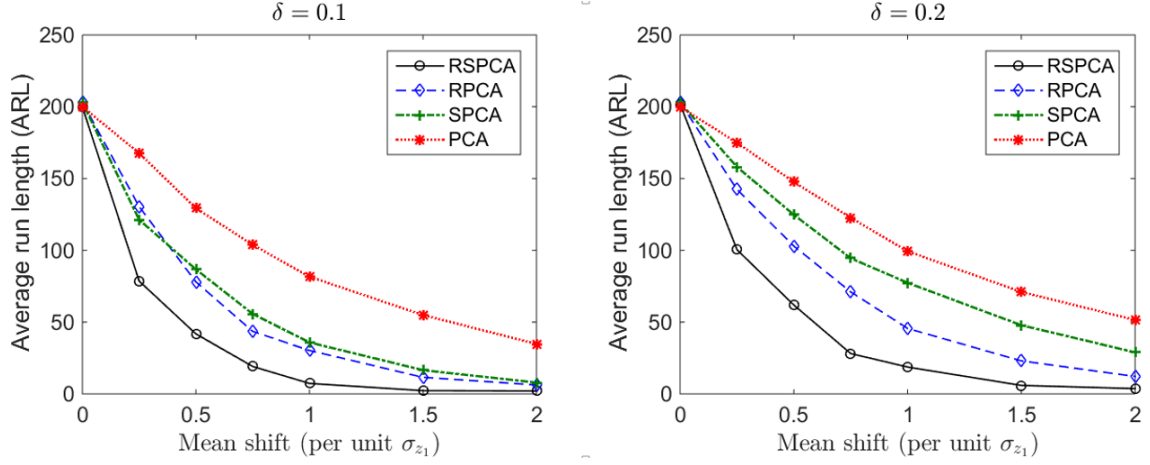 δ = 0.1
250
200
150
100
50
0
Average run length (ARL)
RSPCA
RPCA
SPCA
PCA
0 0.5 1 1.5 2
Mean shift (per unit σz₁)
δ = 0.2
250
200
150
100
50
0
Average run length (ARL)
RSPCA
RPCA
SPCA
PCA
0 0.5 1 1.5 2
Mean shift (per unit σz₁)